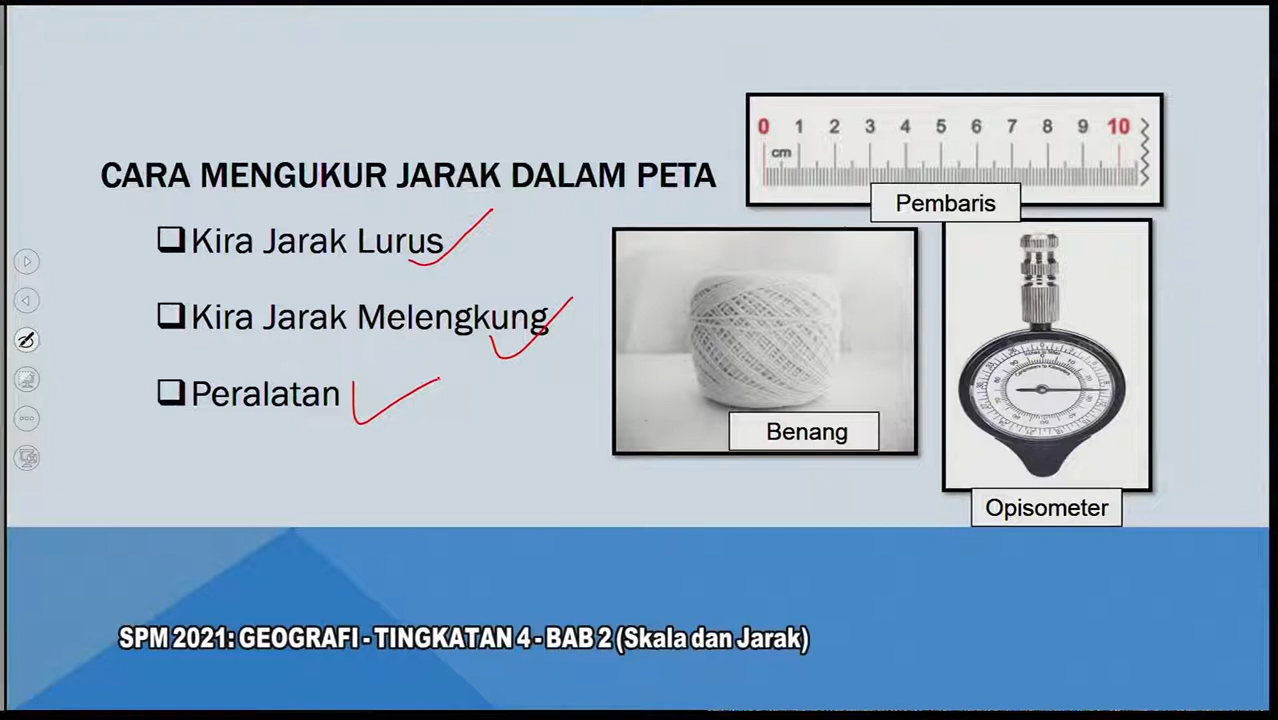 CARA MENGUKUR JARAK DALAM PETA
Kira Jarak Lurus
Kira Jarak Melengkung
Peralatan
0 1 2 3 4 5 6 7 8 9 10
cm
Pembaris
Benang
Opisometer
SPM 2021: GEOGRAFI - TINGKATAN 4 - BAB 2 (Skala dan Jarak)